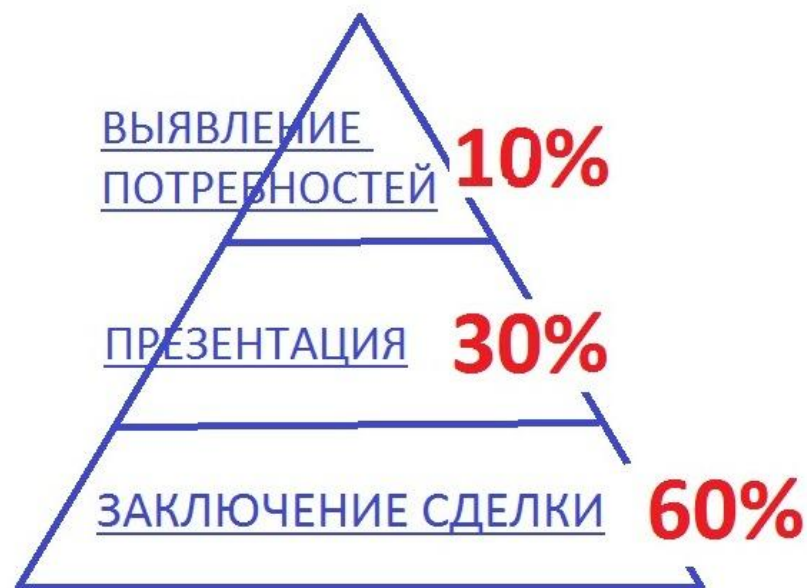 ВЫЯВЛЕНИЕ
ПОТРЕБНОСТЕЙ 10%
ПРЕЗЕНТАЦИЯ 30%
ЗАКЛЮЧЕНИЕ СДЕЛКИ 60%